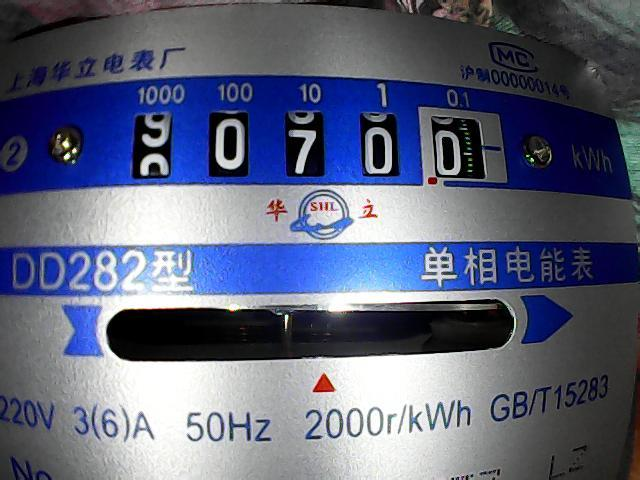 上海华立电表厂
MC
沪制00000014号
1000 100 10 1 0.1
2 9 0 7 0 0 kWh
0
华 SHL 立
DD282型 单相电能表
220V 3(6)A 50Hz 2000r/kWh GB/T15283
No